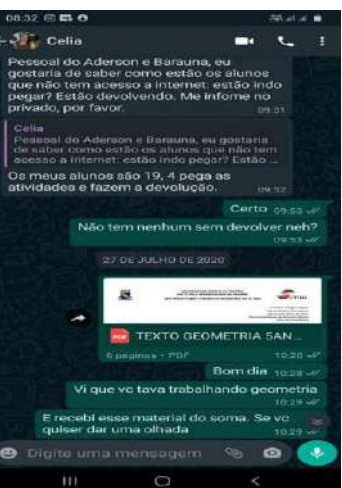 08:32
Celia
Pessoal do Aderson e Barauna, eu
gostaria de saber como estão os alunos
que não tem acesso a internet: estão indo
pegar? Estão devolvendo. Me infome no
privado, por favor. 09:51
Celia
Pessoal do Aderson e Barauna, eu gostaria
de saber como estão os alunos que não tem
acesso a internet: estão indo pegar? Estão ...
Os meus alunos são 19, 4 pega as
atividades e fazem a devolução. 09:52
Certo 09:53
Não tem nenhum sem devolver neh?
09:53
27 DE JULHO DE 2020
PDF TEXTO GEOMETRIA 5AN...
6 páginas • PDF 10:28
Bom dia 10:28
Vi que vc tava trabalhando geometria
10:29
E recebi esse material do soma. Se vc
quiser dar uma olhada 10:29
Digite uma mensagem